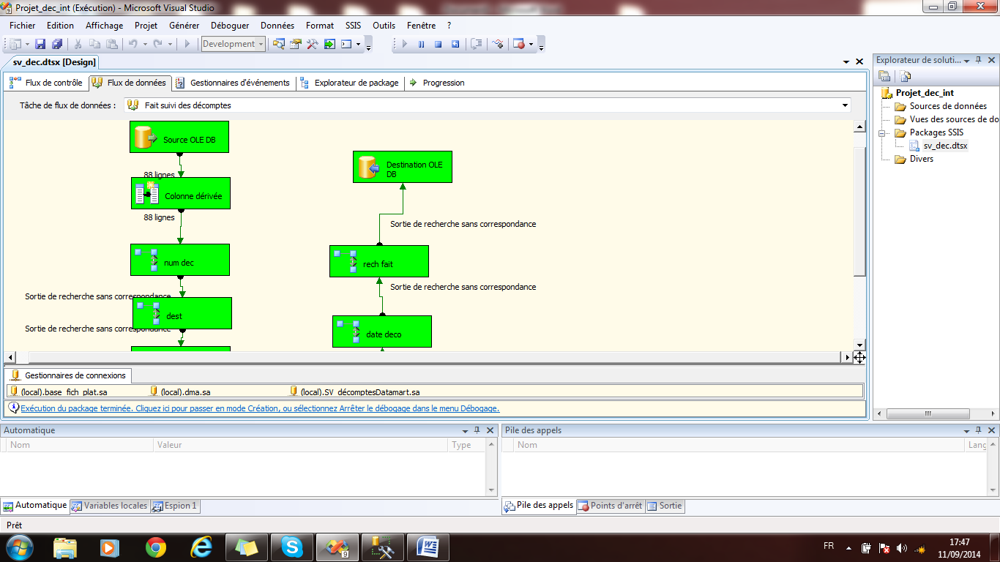 Projet_dec_int (Exécution) - Microsoft Visual Studio
Fichier Edition Affichage Projet Générer Déboguer Données Format SSIS Outils Fenêtre ?
Development
sv_dec.dtsx [Design]
Flux de contrôle Flux de données Gestionnaires d'événements Explorateur de package Progression
Tâche de flux de données : Fait suivi des décomptes
Source OLE DB
88 lignes
Colonne dérivée
88 lignes
num dec
Sortie de recherche sans correspondance
dest
Sortie de recherche sans correspondance
Destination OLE
DB
Sortie de recherche sans correspondance
rech fait
Sortie de recherche sans correspondance
date deco
Gestionnaires de connexions
(local).base_fich_plat.sa (local).dma.sa (local).SV_décomptesDatamart.sa
Exécution du package terminée. Cliquez ici pour passer en mode Création, ou sélectionnez Arrêter le débogage dans le menu Débogage.
Explorateur de soluti...
Projet_dec_int
Sources de données
Vues des sources de do
Packages SSIS
sv_dec.dtsx
Divers
Automatique
Nom Valeur Type
Automatique Variables locales Espion 1
Pile des appels
Nom Lang
Pile des appels Points d'arrêt Sortie
Prêt
9
FR
17:47
11/09/2014